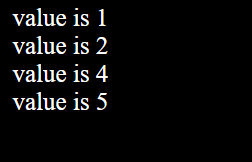 value is 1
value is 2
value is 4
value is 5